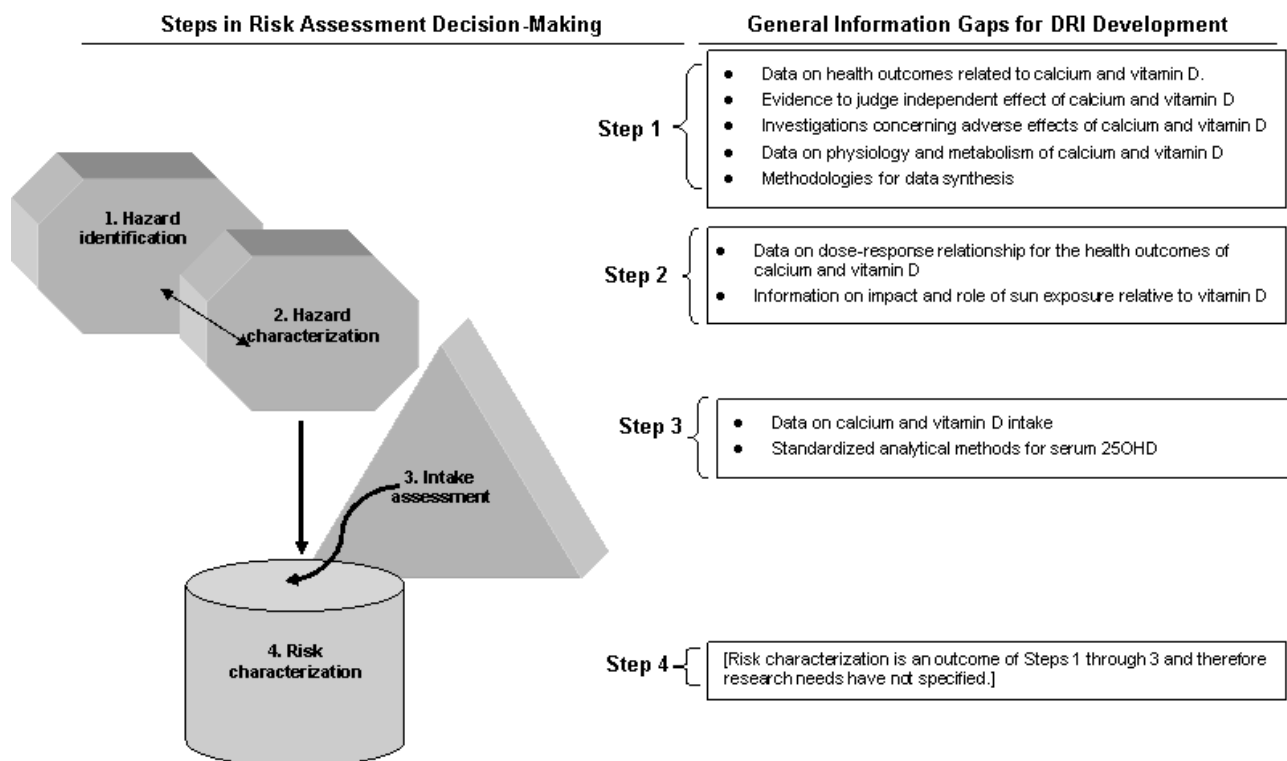 Steps in Risk Assessment Decision-Making
General Information Gaps for DRI Development
Step 1
● Data on health outcomes related to calcium and vitamin D.
● Evidence to judge independent effect of calcium and vitamin D
● Investigations concerning adverse effects of calcium and vitamin D
● Data on physiology and metabolism of calcium and vitamin D
● Methodologies for data synthesis
1. Hazard
identification
Step 2
● Data on dose-response relationship for the health outcomes of
calcium and vitamin D
● Information on impact and role of sun exposure relative to vitamin D
2. Hazard
characterization
Step 3
● Data on calcium and vitamin D intake
● Standardized analytical methods for serum 25OHD
3. Intake
assessment
4. Risk
characterization
Step 4
[Risk characterization is an outcome of Steps 1 through 3 and therefore
research needs have not specified.]